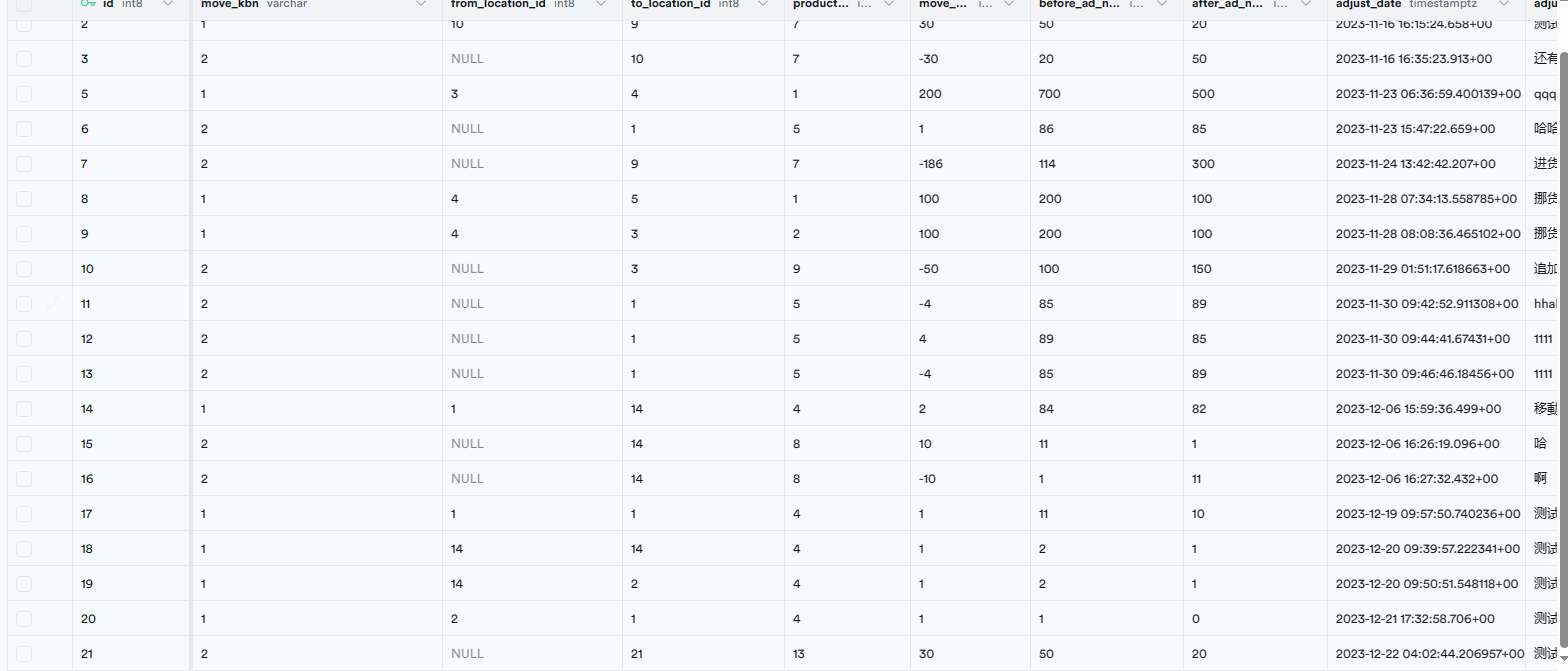 id int8 move_kbn varchar from_location_id int8 to_location_id int8 product... i... move_... i... before_ad_n... i... after_ad_n... i... adjust_date timestamptz adju
2 1 10 9 7 30 50 20 2023-11-16 16:15:24.658+00 测试
3 2 NULL 10 7 -30 20 50 2023-11-16 16:35:23.913+00 还有
5 1 3 4 1 200 700 500 2023-11-23 06:36:59.400139+00 qqq
6 2 NULL 1 5 1 86 85 2023-11-23 15:47:22.659+00 哈哈
7 2 NULL 9 7 -186 114 300 2023-11-24 13:42:42.207+00 进货
8 1 4 5 1 100 200 100 2023-11-28 07:34:13.558785+00 挪货
9 1 4 3 2 100 200 100 2023-11-28 08:08:36.465102+00 挪货
10 2 NULL 3 9 -50 100 150 2023-11-29 01:51:17.618663+00 追加
11 2 NULL 1 5 -4 85 89 2023-11-30 09:42:52.911308+00 hhal
12 2 NULL 1 5 4 89 85 2023-11-30 09:44:41.67431+00 1111
13 2 NULL 1 5 -4 85 89 2023-11-30 09:46:46.18456+00 1111
14 1 1 14 4 2 84 82 2023-12-06 15:59:36.499+00 移動
15 2 NULL 14 8 10 11 1 2023-12-06 16:26:19.096+00 哈
16 2 NULL 14 8 -10 1 11 2023-12-06 16:27:32.432+00 啊
17 1 1 1 4 1 11 10 2023-12-19 09:57:50.740236+00 测试
18 1 14 14 4 1 2 1 2023-12-20 09:39:57.222341+00 测试
19 1 14 2 4 1 2 1 2023-12-20 09:50:51.548118+00 测试
20 1 2 1 4 1 1 0 2023-12-21 17:32:58.706+00 测试
21 2 NULL 21 13 30 50 20 2023-12-22 04:02:44.206957+00 测试